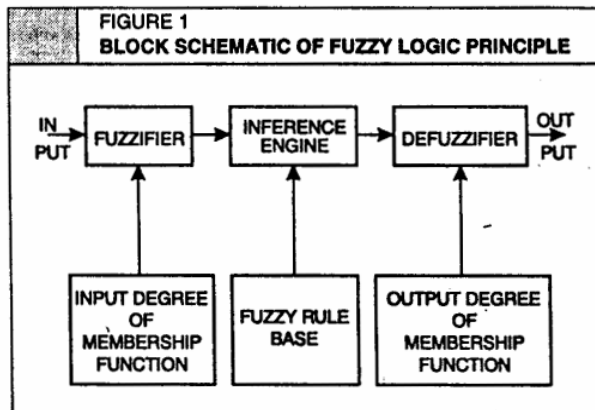 FIGURE 1
BLOCK SCHEMATIC OF FUZZY LOGIC PRINCIPLE
IN
PUT
FUZZIFIER
INFERENCE
ENGINE
DEFUZZIFIER
OUT
PUT
INPUT DEGREE
OF
MEMBERSHIP
FUNCTION
FUZZY RULE
BASE
OUTPUT DEGREE
OF
MEMBERSHIP
FUNCTION